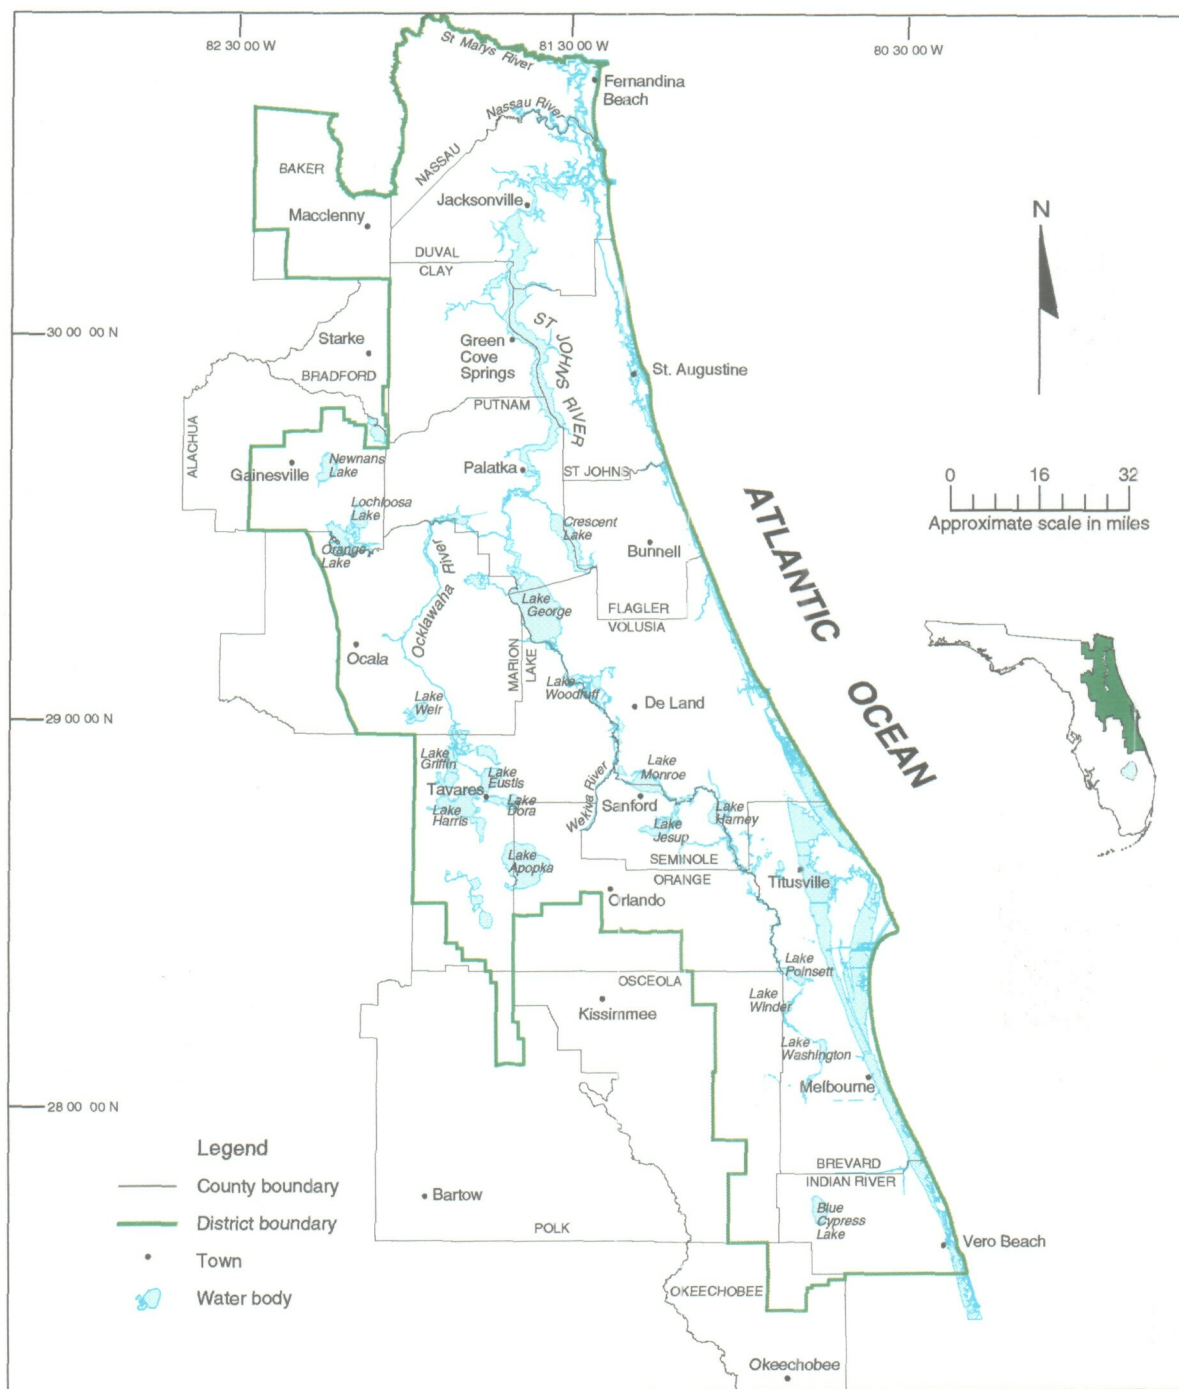 82 30 00 W
81 30 00 W
80 30 00 W
St Marys River
Fernandina
Beach
Nassau River
BAKER
NASSAU
Jacksonville
Macclenny
N
DUVAL
CLAY
30 00 00 N
Starke
Green
Cove
Springs
ST JOHNS RIVER
St. Augustine
BRADFORD
PUTNAM
ALACHUA
Gainesville
Newnans
Lake
Palatka
ST JOHNS
0 16 32
Approximate scale in miles
Lochloosa
Lake
Orange
Lake
Crescent
Lake
Bunnell
ATLANTIC
OCEAN
Ocklawaha River
Lake
George
FLAGLER
VOLUSIA
Ocala
MARION
LAKE
Lake
Woodruff
Lake
Weir
De Land
29 00 00 N
Lake
Griffin
Lake
Eustis
Lake
Monroe
Tavares
Lake
Dora
Lake
Harris
Wekiva River
Sanford
Lake
Jesup
Lake
Harney
Lake
Apopka
SEMINOLE
ORANGE
Titusville
Orlando
Lake
Poinsett
OSCEOLA
Lake
Winder
Kissimmee
Lake
Washington
Melbourne
28 00 00 N
Legend
County boundary
District boundary
Town
Water body
Bartow
POLK
BREVARD
INDIAN RIVER
Blue
Cypress
Lake
Vero Beach
OKEECHOBEE
Okeechobee